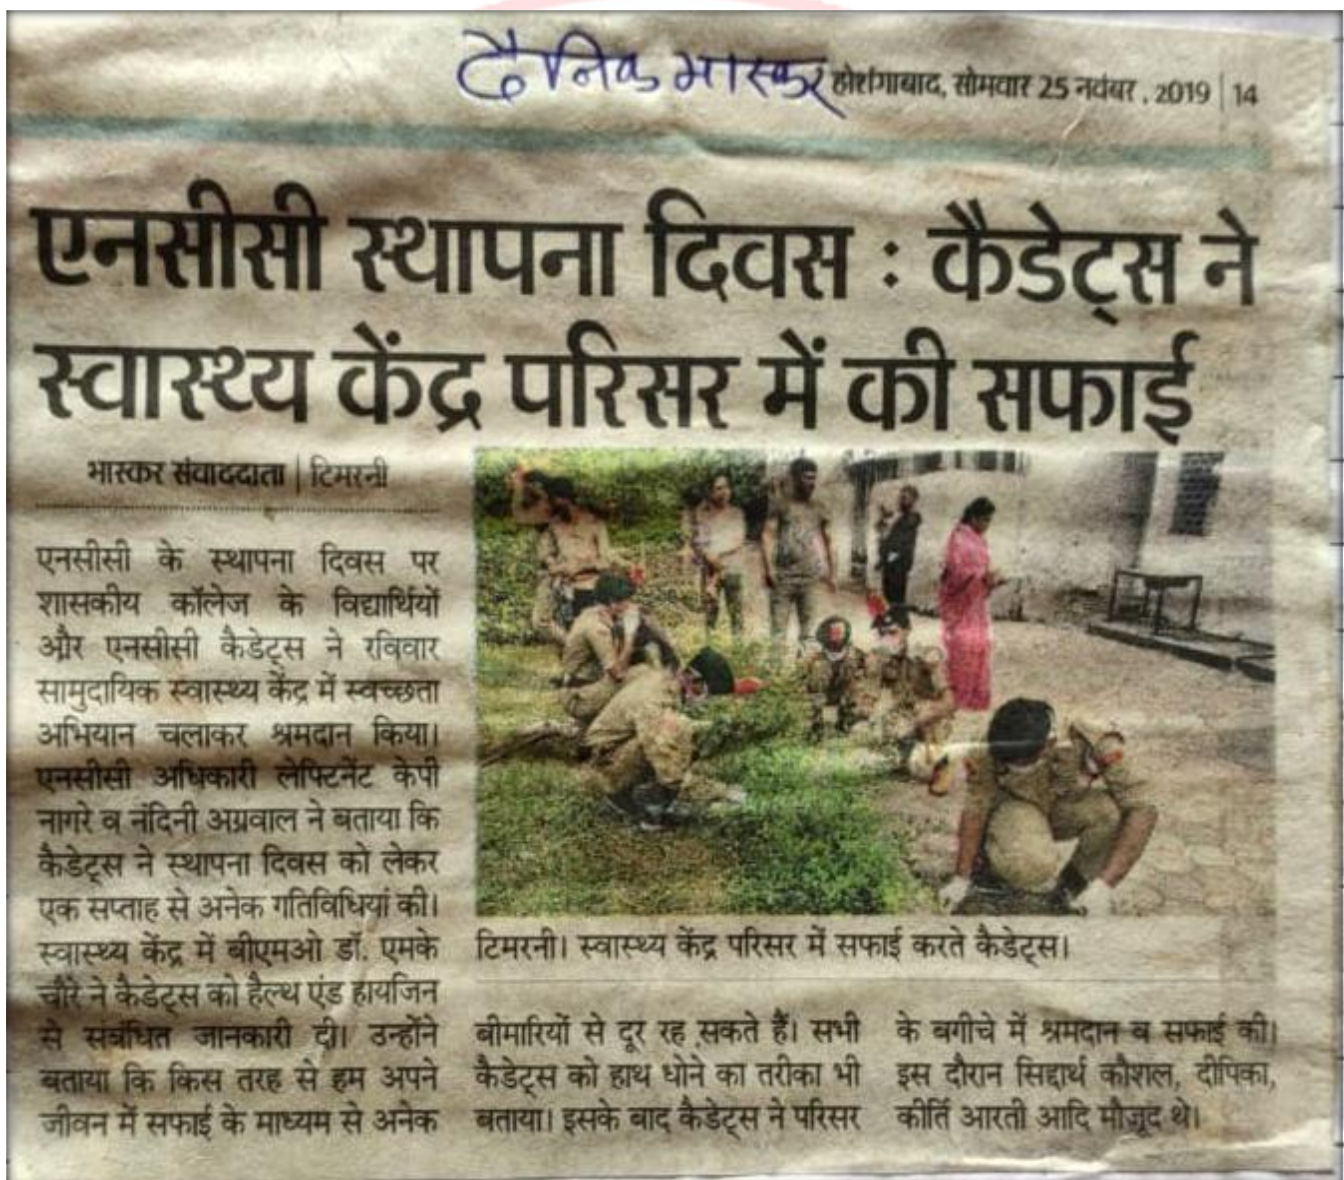 दैनिक भास्कर होशंगाबाद, सोमवार 25 नवंबर, 2019 | 14
एनसीसी स्थापना दिवस : कैडेट्स ने
स्वास्थ्य केंद्र परिसर में की सफाई
भास्कर संवाददाता | टिमरनी
एनसीसी के स्थापना दिवस पर
शासकीय कॉलेज के विद्यार्थियों
और एनसीसी कैडेट्स ने रविवार
सामुदायिक स्वास्थ्य केंद्र में स्वच्छता
अभियान चलाकर श्रमदान किया।
एनसीसी अधिकारी लेफ्टिनेंट केपी
नागरे व नंदिनी अग्रवाल ने बताया कि
कैडेट्स ने स्थापना दिवस को लेकर
एक सप्ताह से अनेक गतिविधियां की।
स्वास्थ्य केंद्र में बीएमओ डॉ. एमके
चौरे ने कैडेट्स को हैल्थ एंड हायजिन
से संबंधित जानकारी दी। उन्होंने
बताया कि किस तरह से हम अपने
जीवन में सफाई के माध्यम से अनेक
टिमरनी। स्वास्थ्य केंद्र परिसर में सफाई करते कैडेट्स।
बीमारियों से दूर रह सकते हैं। सभी
कैडेट्स को हाथ धोने का तरीका भी
बताया। इसके बाद कैडेट्स ने परिसर
के बगीचे में श्रमदान व सफाई की।
इस दौरान सिद्दार्थ कौशल, दीपिका,
कीर्ति आरती आदि मौजूद थे।